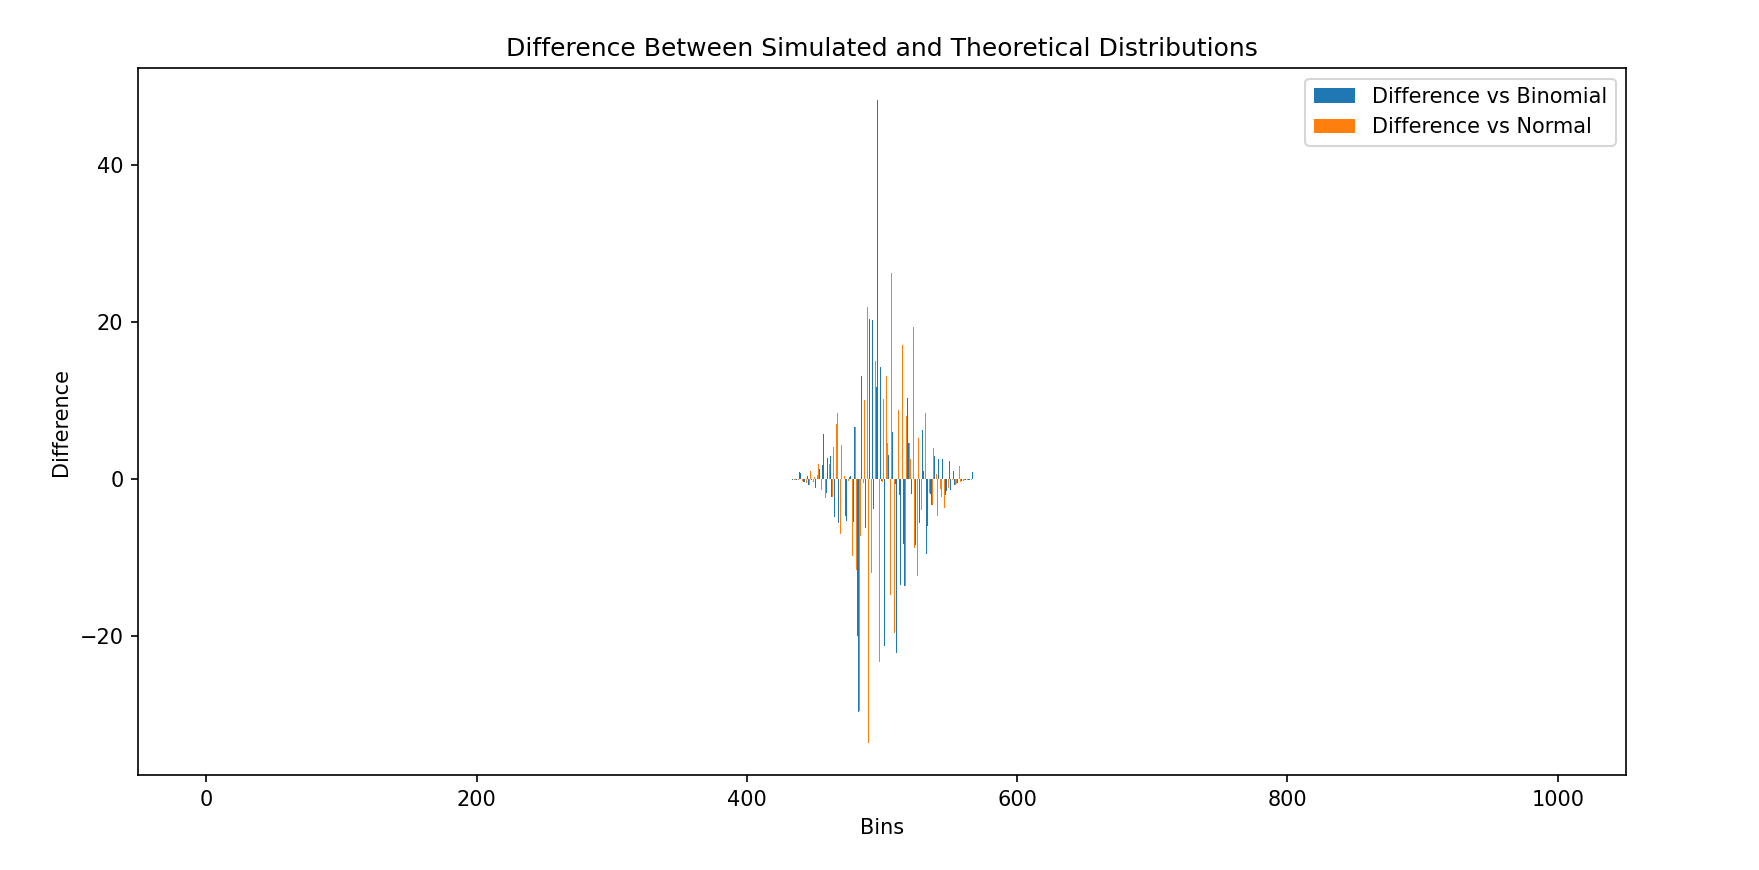 Difference Between Simulated and Theoretical Distributions
Difference vs Binomial
Difference vs Normal
40
20
0
−20
Difference
0 200 400 600 800 1000
Bins